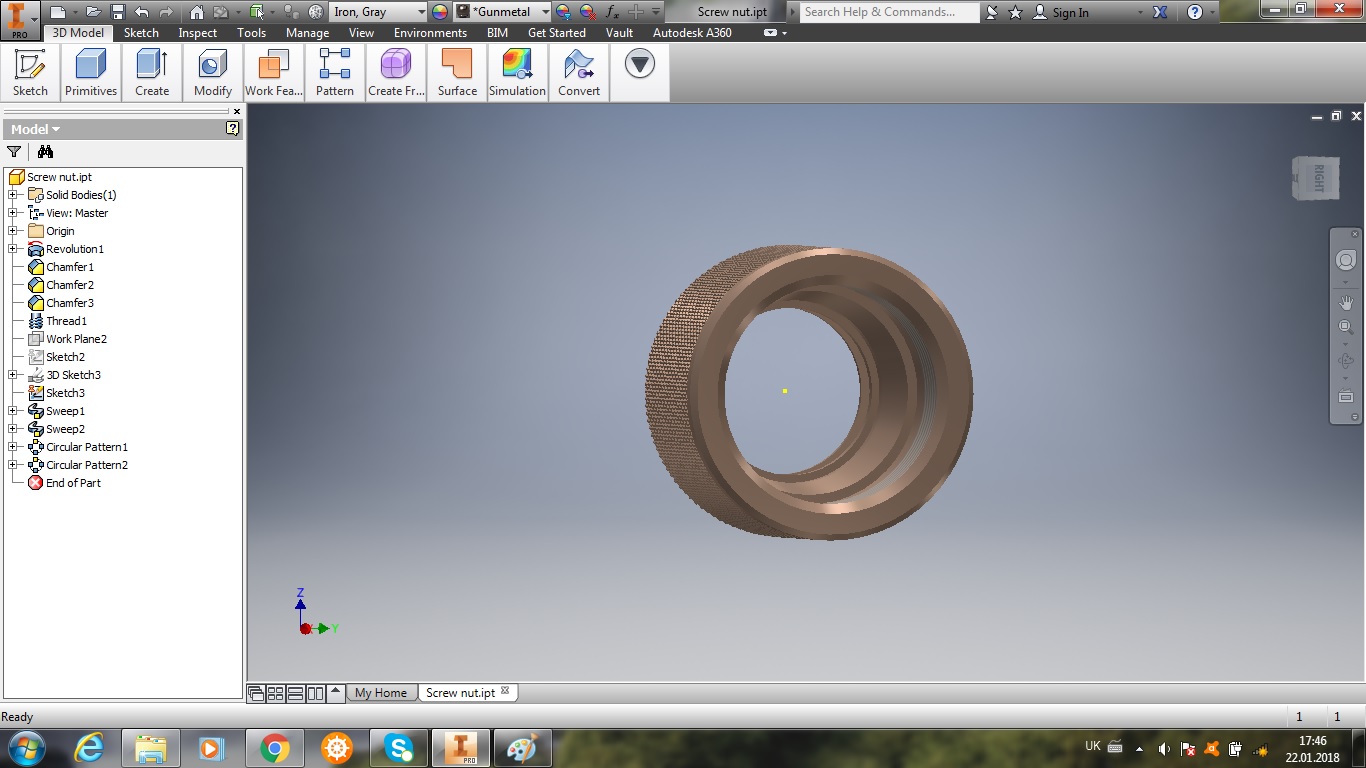 Iron, Gray
*Gunmetal
fx
Screw nut.ipt
Search Help & Commands...
Sign In
PRO
3D Model
Sketch
Inspect
Tools
Manage
View
Environments
BIM
Get Started
Vault
Autodesk A360
Sketch
Primitives
Create
Modify
Work Fea...
Pattern
Create Fr...
Surface
Simulation
Convert
Model
Screw nut.ipt
Solid Bodies(1)
View: Master
Origin
Revolution1
Chamfer1
Chamfer2
Chamfer3
Thread1
Work Plane2
Sketch2
3D Sketch3
Sketch3
Sweep1
Sweep2
Circular Pattern1
Circular Pattern2
End of Part
RIGHT
Z
X
Y
My Home
Screw nut.ipt
Ready
1
1
PRO
UK
17:46
22.01.2018